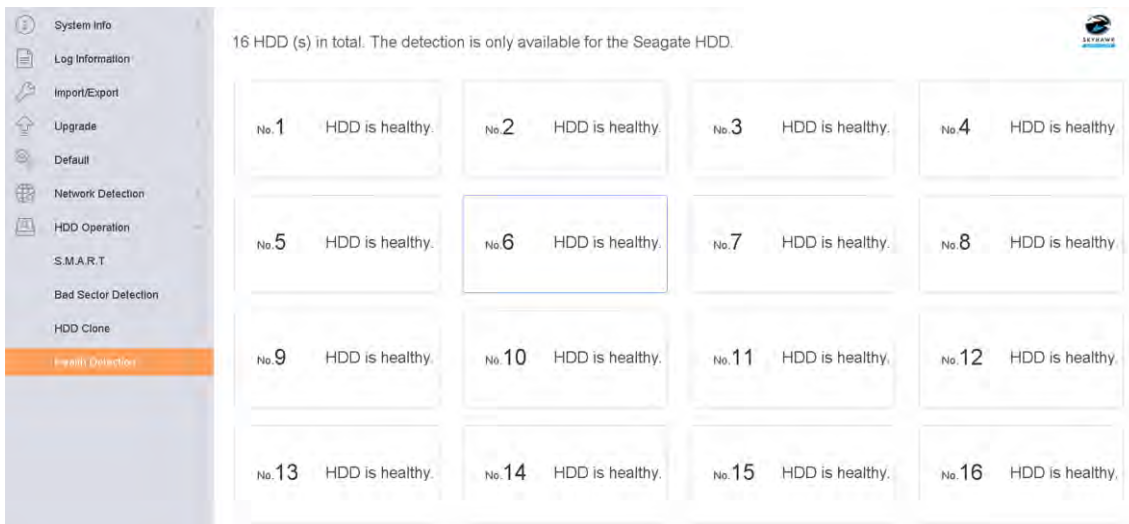 System Info
Log Information
Import/Export
Upgrade
Default
Network Detection
HDD Operation
S.M.A.R.T
Bad Sector Detection
HDD Clone
Health Detection
16 HDD (s) in total. The detection is only available for the Seagate HDD.
SKYHAWK
No.1 HDD is healthy.
No.2 HDD is healthy.
No.3 HDD is healthy.
No.4 HDD is healthy.
No.5 HDD is healthy.
No.6 HDD is healthy.
No.7 HDD is healthy.
No.8 HDD is healthy.
No.9 HDD is healthy.
No.10 HDD is healthy.
No.11 HDD is healthy.
No.12 HDD is healthy.
No.13 HDD is healthy.
No.14 HDD is healthy.
No.15 HDD is healthy.
No.16 HDD is healthy.